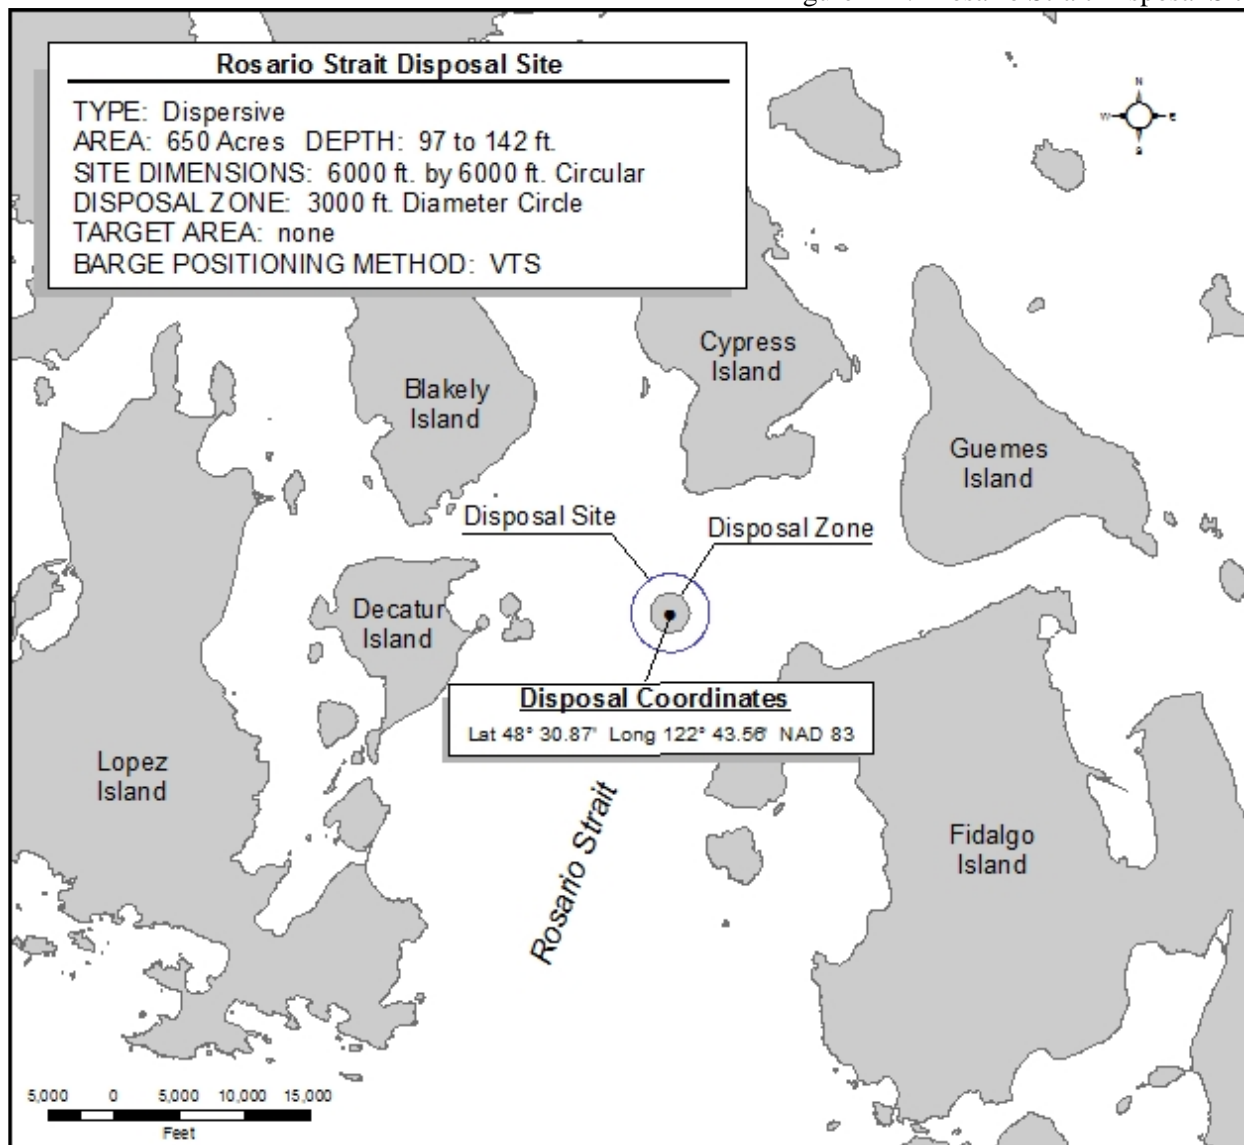 Rosario Strait Disposal Site
TYPE: Dispersive
AREA: 650 Acres DEPTH: 97 to 142 ft.
SITE DIMENSIONS: 6000 ft. by 6000 ft. Circular
DISPOSAL ZONE: 3000 ft. Diameter Circle
TARGET AREA: none
BARGE POSITIONING METHOD: VTS
N
W
E
S
Cypress
Island
Blakely
Island
Guemes
Island
Disposal Site
Disposal Zone
Decatur
Island
Disposal Coordinates
Lat 48° 30.87' Long 122° 43.56' NAD 83
Lopez
Island
Rosario Strait
Fidalgo
Island
5,000 0 5,000 10,000 15,000
Feet